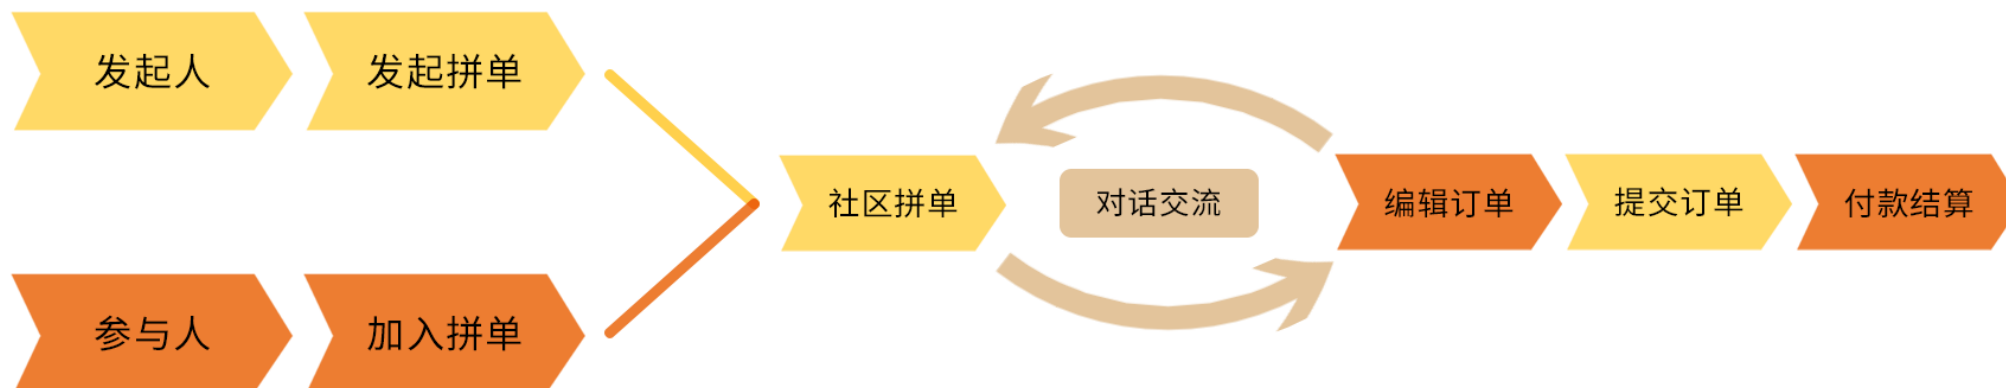 发起人
发起拼单
参与人
加入拼单
社区拼单
对话交流
编辑订单
提交订单
付款结算